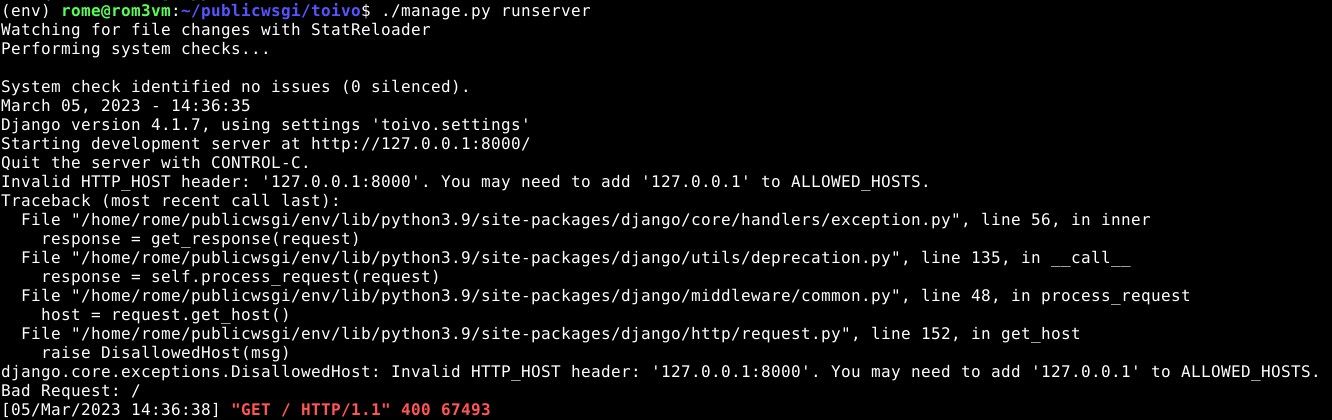 (env) rome@rom3vm:~/publicwsgi/toivo$ ./manage.py runserver
Watching for file changes with StatReloader
Performing system checks...

System check identified no issues (0 silenced).
March 05, 2023 - 14:36:35
Django version 4.1.7, using settings 'toivo.settings'
Starting development server at http://127.0.0.1:8000/
Quit the server with CONTROL-C.
Invalid HTTP_HOST header: '127.0.0.1:8000'. You may need to add '127.0.0.1' to ALLOWED_HOSTS.
Traceback (most recent call last):
  File "/home/rome/publicwsgi/env/lib/python3.9/site-packages/django/core/handlers/exception.py", line 56, in inner
    response = get_response(request)
  File "/home/rome/publicwsgi/env/lib/python3.9/site-packages/django/utils/deprecation.py", line 135, in __call__
    response = self.process_request(request)
  File "/home/rome/publicwsgi/env/lib/python3.9/site-packages/django/middleware/common.py", line 48, in process_request
    host = request.get_host()
  File "/home/rome/publicwsgi/env/lib/python3.9/site-packages/django/http/request.py", line 152, in get_host
    raise DisallowedHost(msg)
django.core.exceptions.DisallowedHost: Invalid HTTP_HOST header: '127.0.0.1:8000'. You may need to add '127.0.0.1' to ALLOWED_HOSTS.
Bad Request: /
[05/Mar/2023 14:36:38] "GET / HTTP/1.1" 400 67493